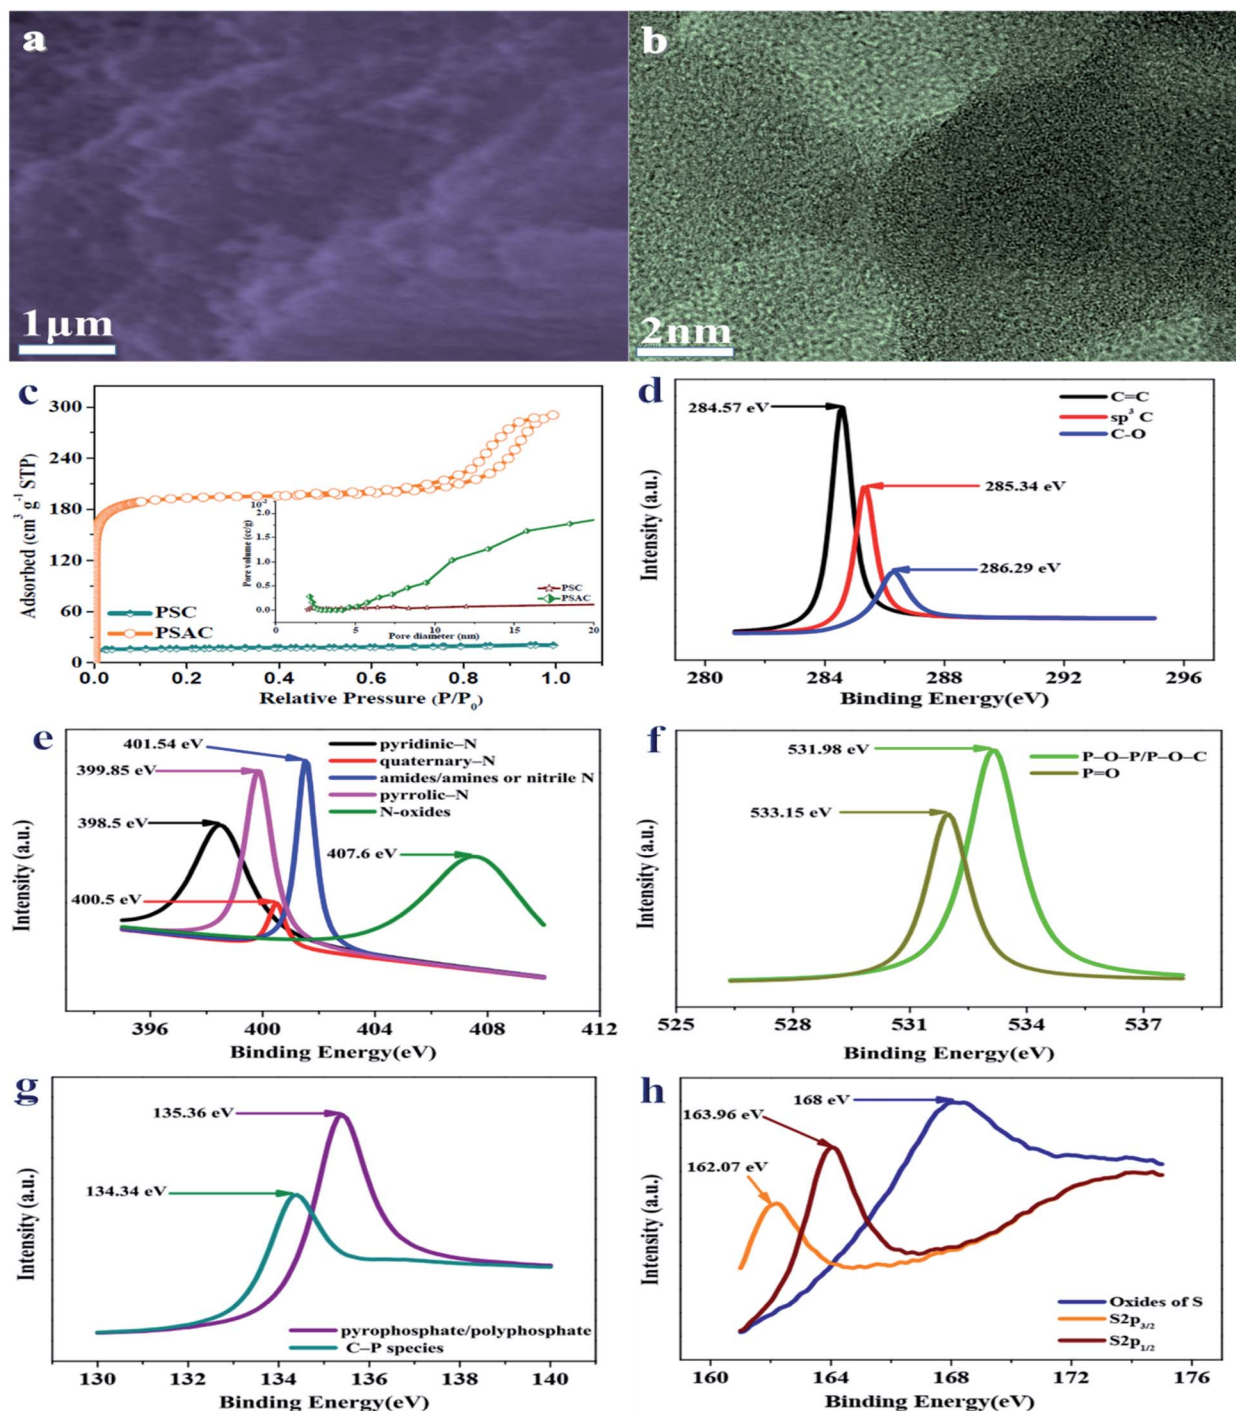 a
b
1µm
2nm
c
300
240
180
120
60
0
Adsorbed (cm³ g⁻¹ STP)
0.0 0.2 0.4 0.6 0.8 1.0
Relative Pressure (P/P₀)
PSC
PSAC
10⁻²
2.0
1.5
1.0
0.5
0.0
Pore volume (cc/g)
0 5 10 15 20
Pore diameter (nm)
PSC
PSAC
d
284.57 eV
285.34 eV
286.29 eV
C=C
sp³ C
C-O
Intensity (a.u.)
280 284 288 292 296
Binding Energy(eV)
e
401.54 eV
399.85 eV
398.5 eV
400.5 eV
407.6 eV
pyridinic–N
quaternary–N
amides/amines or nitrile N
pyrrolic–N
N-oxides
Intensity (a.u.)
396 400 404 408 412
Binding Energy(eV)
f
531.98 eV
533.15 eV
P–O–P/P–O–C
P=O
Intensity (a.u.)
525 528 531 534 537
Binding Energy(eV)
g
135.36 eV
134.34 eV
pyrophosphate/polyphosphate
C–P species
Intensity (a.u.)
130 132 134 136 138 140
Binding Energy(eV)
h
168 eV
163.96 eV
162.07 eV
Oxides of S
S2p₃/₂
S2p₁/₂
Intensity (a.u.)
160 164 168 172 176
Binding Energy(eV)